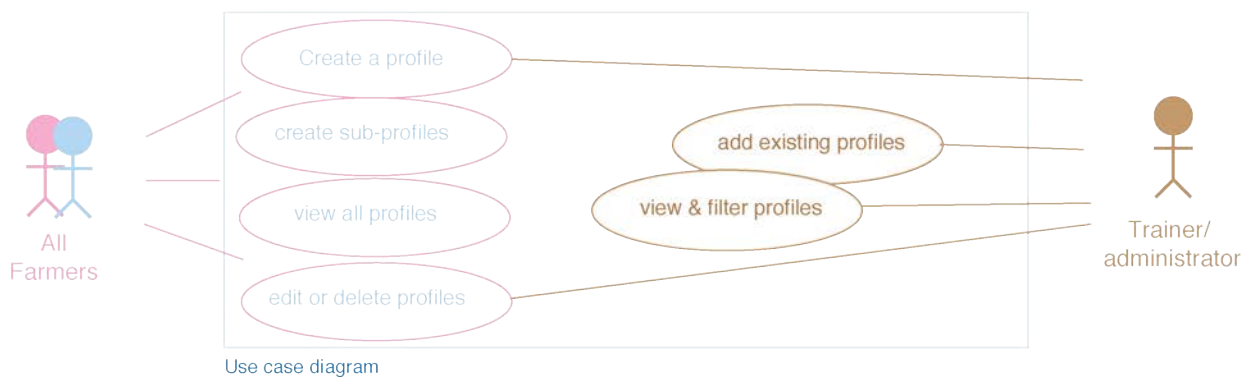 Create a profile
create sub-profiles
add existing profiles
view all profiles
view & filter profiles
edit or delete profiles
All
Farmers
Trainer/
administrator
Use case diagram